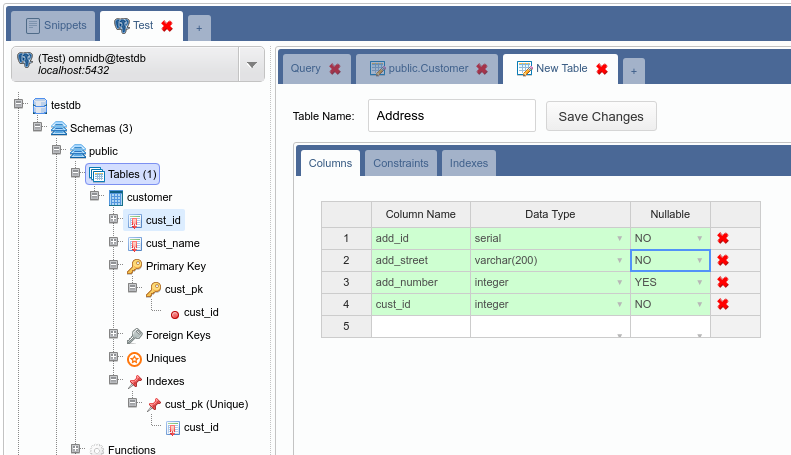 Snippets
Test
+
(Test) omnidb@testdb
localhost:5432
testdb
Schemas (3)
public
Tables (1)
customer
cust_id
cust_name
Primary Key
cust_pk
cust_id
Foreign Keys
Uniques
Indexes
cust_pk (Unique)
cust_id
Functions
Query
public.Customer
New Table
+
Table Name: Address Save Changes
Columns Constraints Indexes
Column Name Data Type Nullable
1 add_id serial NO
2 add_street varchar(200) NO
3 add_number integer YES
4 cust_id integer NO
5